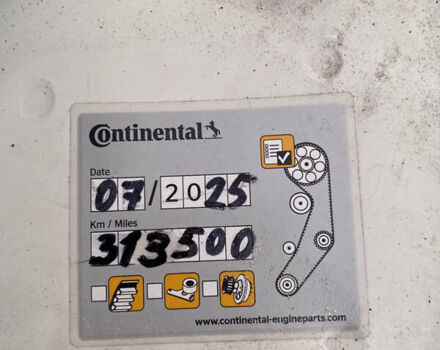 Continental
Date
07/2025
Km / Miles
313500
www.continental-engineparts.com